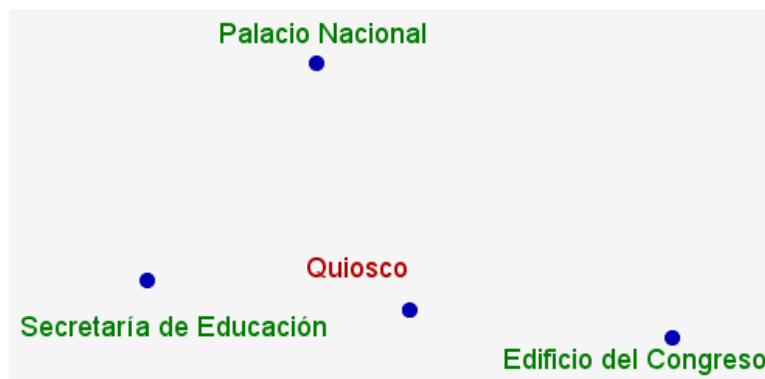 Palacio Nacional
Quiosco
Secretaría de Educación
Edificio del Congreso